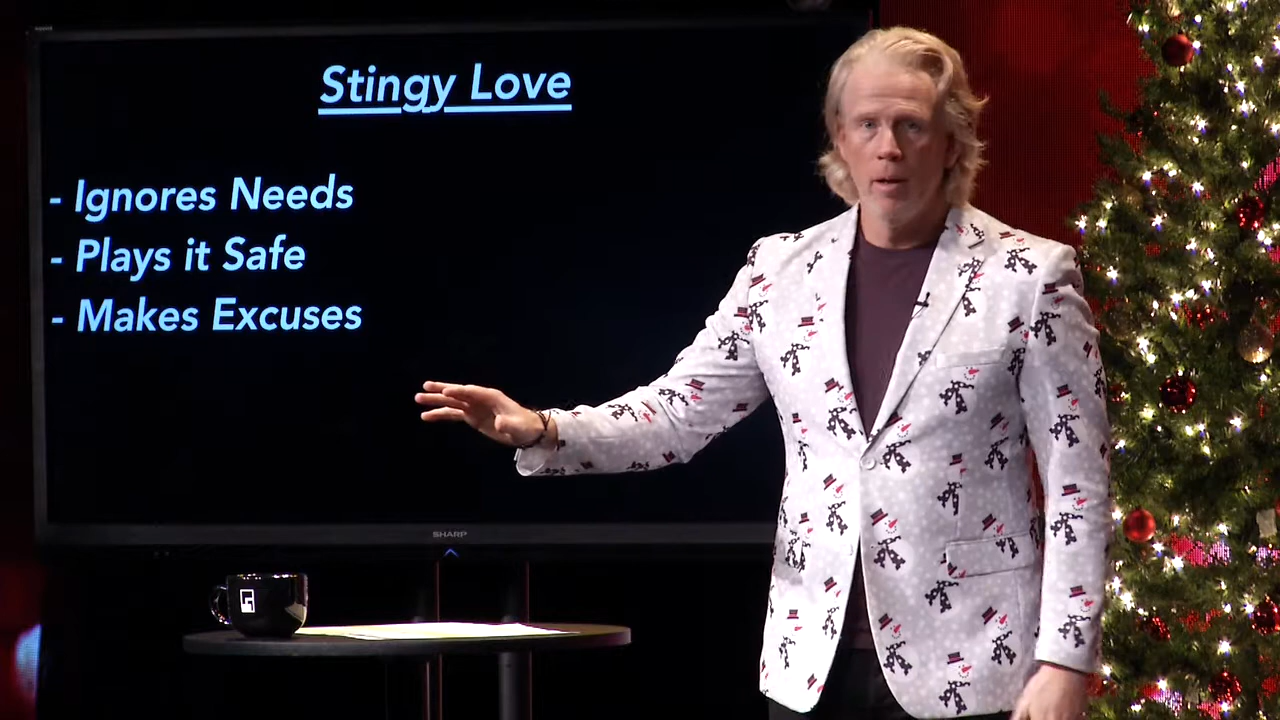 Stingy Love
- Ignores Needs
- Plays it Safe
- Makes Excuses
SHARP